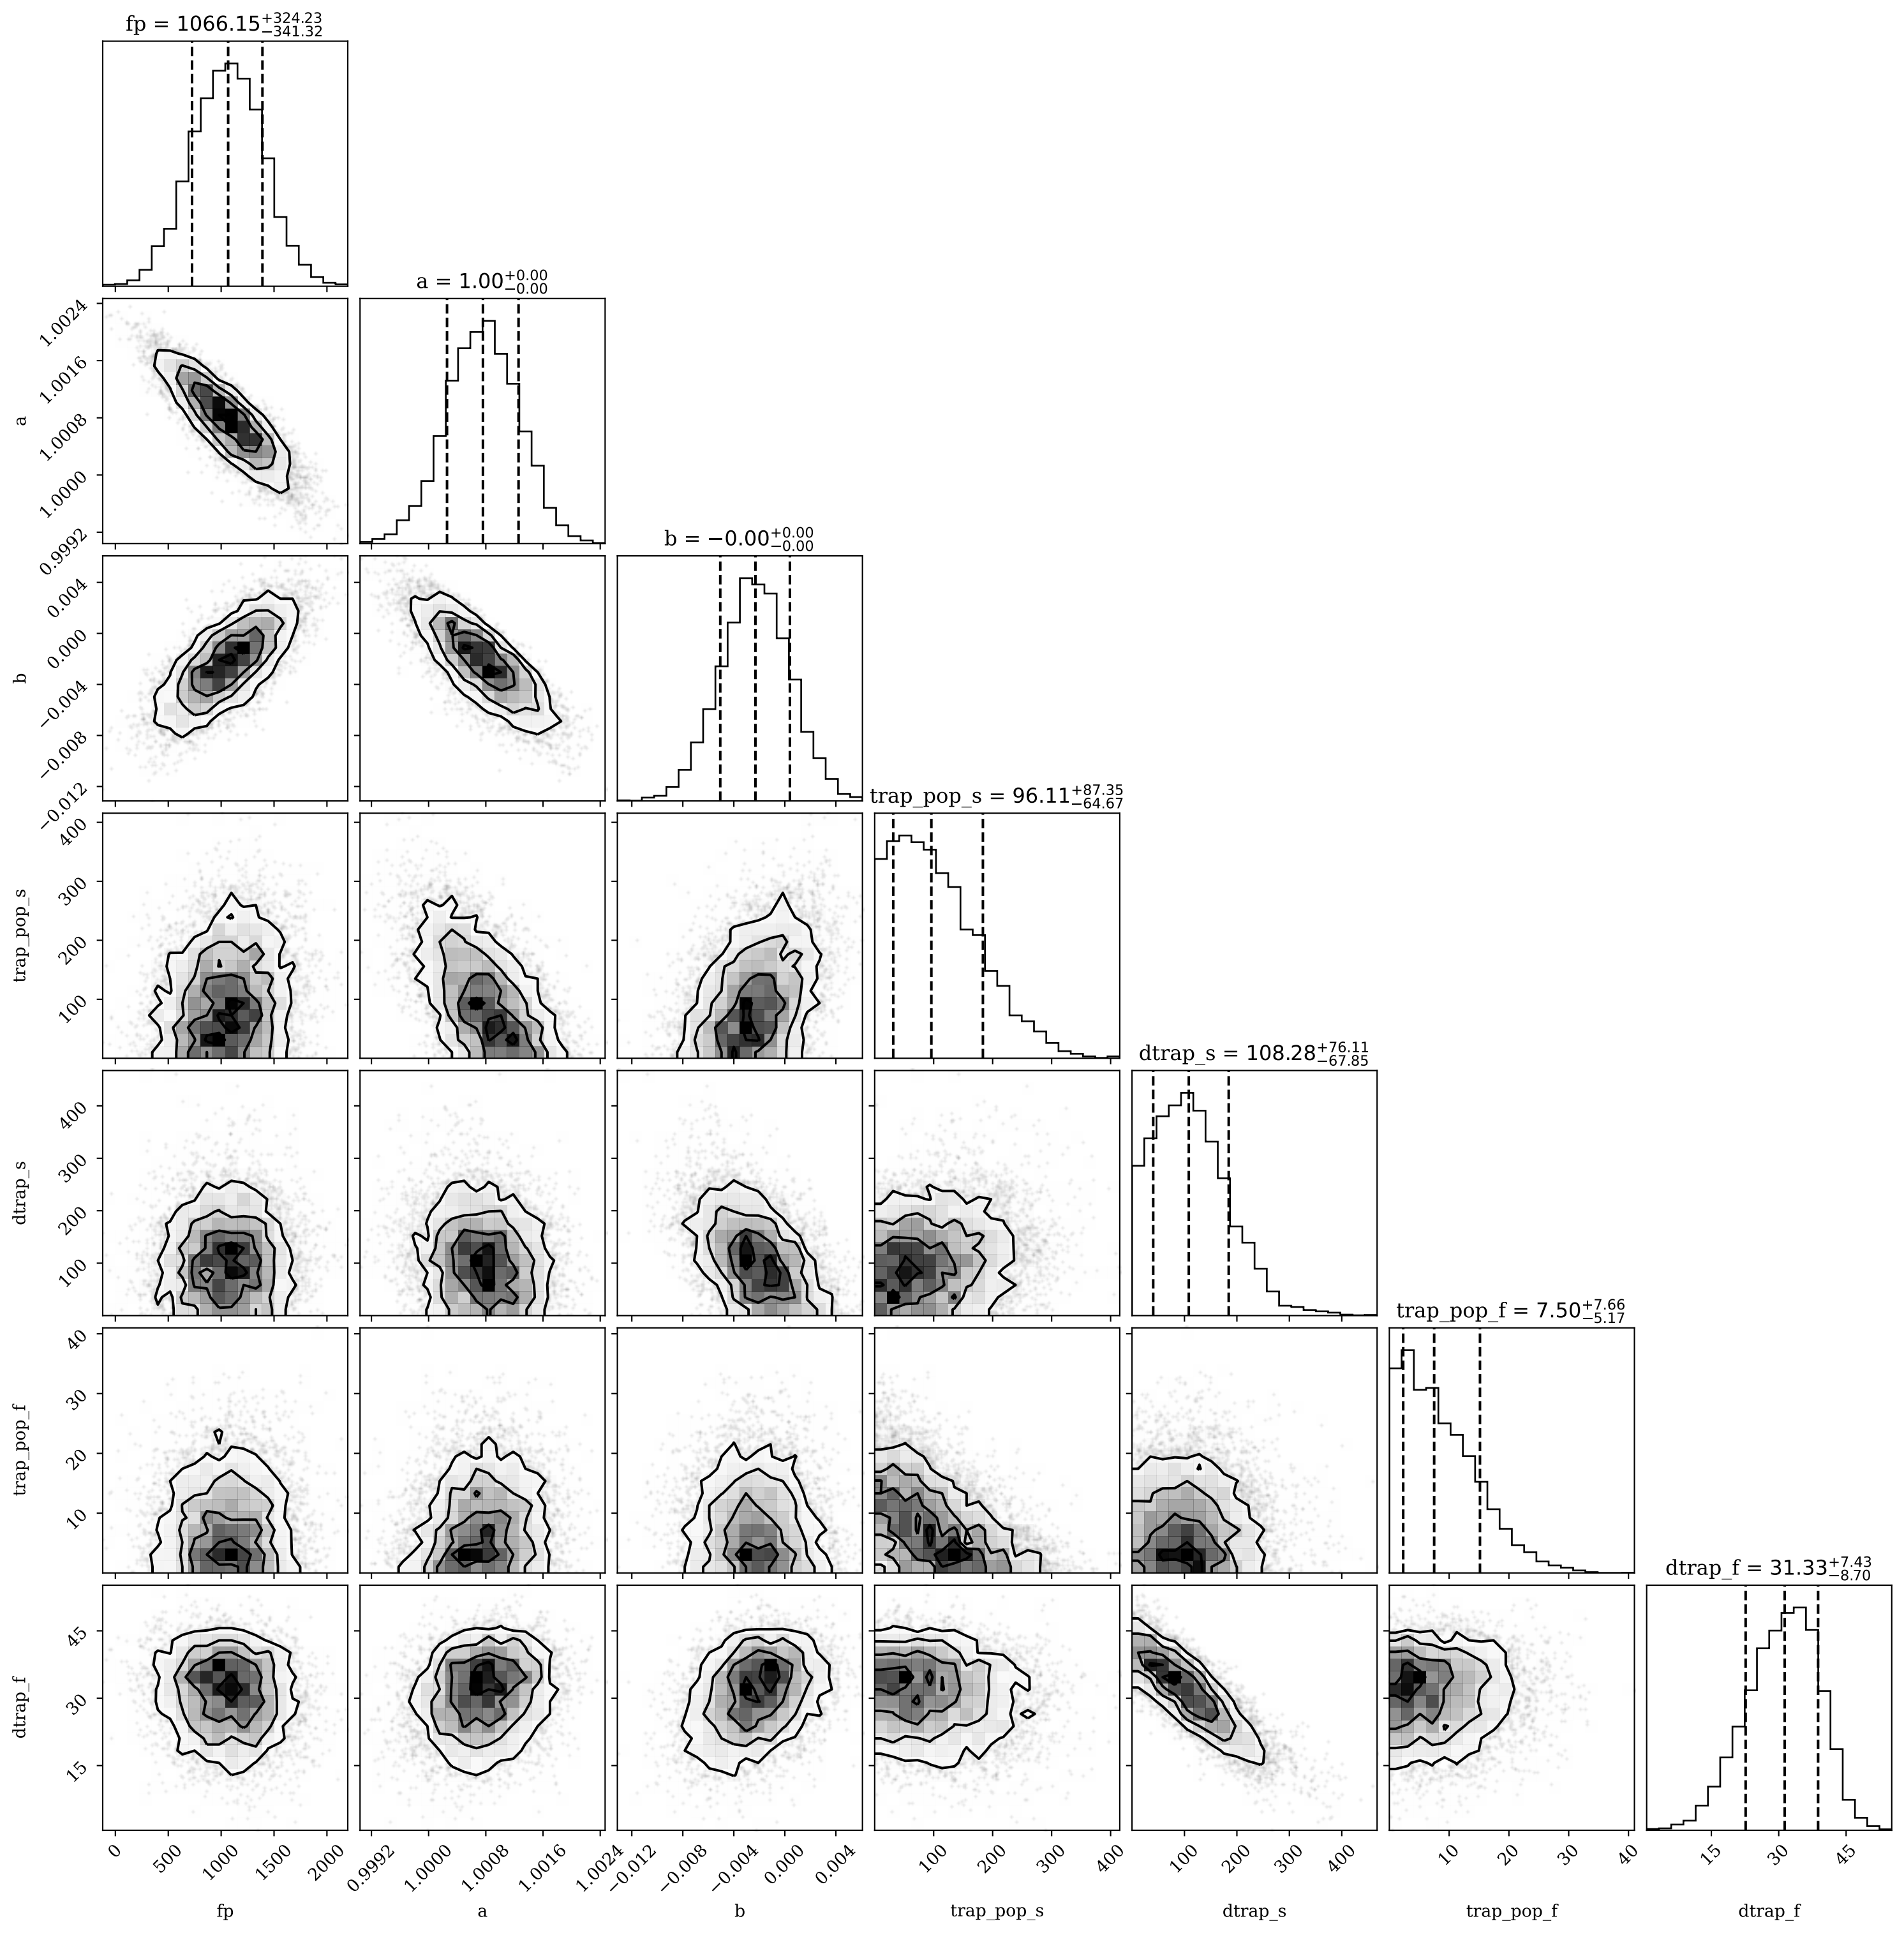 fp = 1066.15+324.23−341.32
a = 1.00+0.00−0.00
1.0024
1.0016
1.0008
1.0000
0.9992
a
b = −0.00+0.00−0.00
0.004
0.000
−0.004
−0.008
−0.012
b
trap_pop_s = 96.11+87.35−64.67
400
300
200
100
trap_pop_s
dtrap_s = 108.28+76.11−67.85
400
300
200
100
dtrap_s
trap_pop_f = 7.50+7.66−5.17
40
30
20
10
trap_pop_f
dtrap_f = 31.33+7.43−8.70
45
30
15
dtrap_f
0 500 1000 1500 2000
0.9992 1.0000 1.0008 1.0016 1.0024
−0.012 −0.008 −0.004 0.000 0.004
100 200 300 400
100 200 300 400
10 20 30 40
15 30 45
fp a b trap_pop_s dtrap_s trap_pop_f dtrap_f